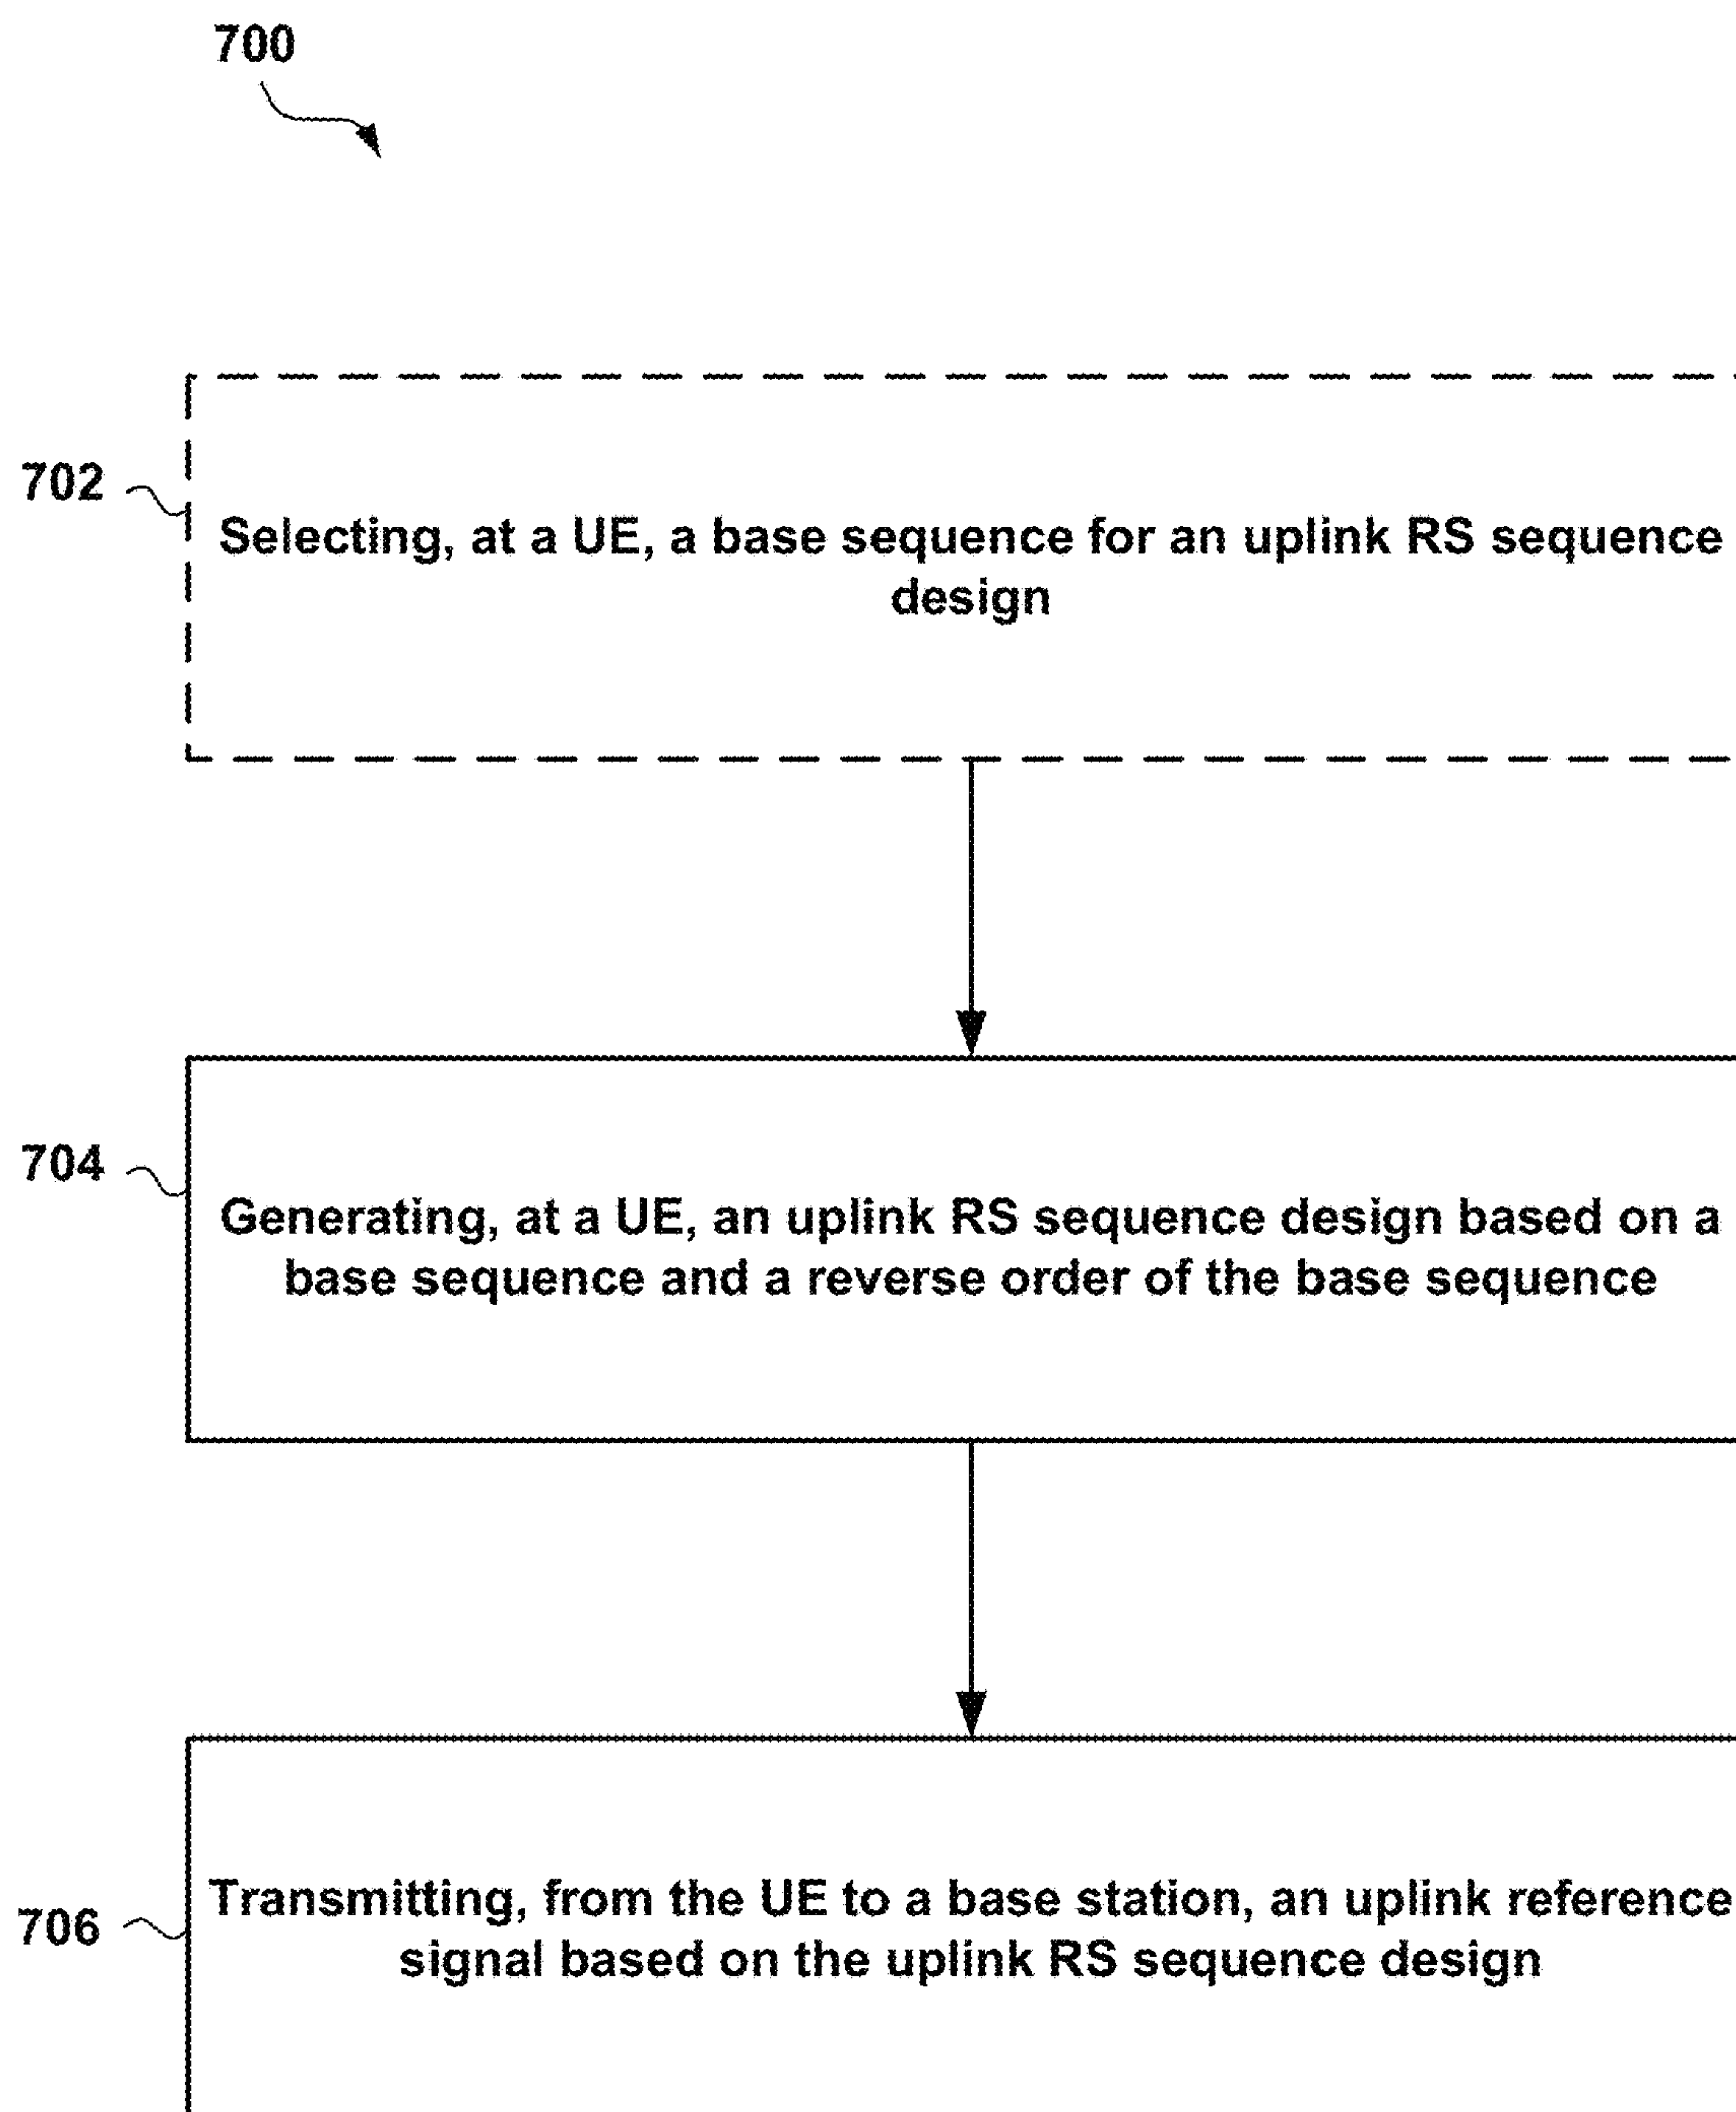 700
702
Selecting, at a UE, a base sequence for an uplink RS sequence
design
704
Generating, at a UE, an uplink RS sequence design based on a
base sequence and a reverse order of the base sequence
706
Transmitting, from the UE to a base station, an uplink reference
signal based on the uplink RS sequence design